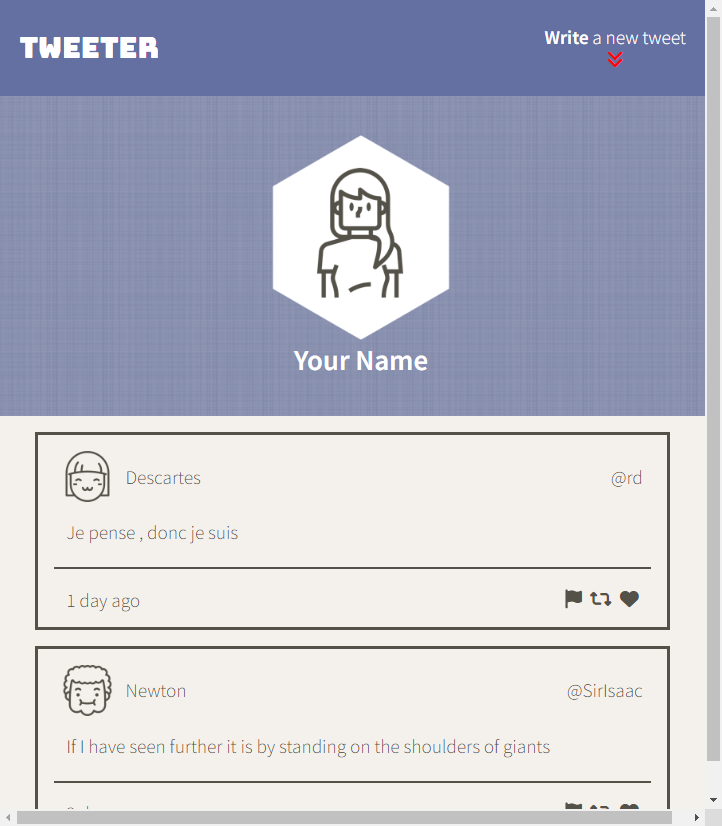 TWEETER
Write a new tweet
Your Name
Descartes
@rd
Je pense , donc je suis
1 day ago
Newton
@SirIsaac
If I have seen further it is by standing on the shoulders of giants